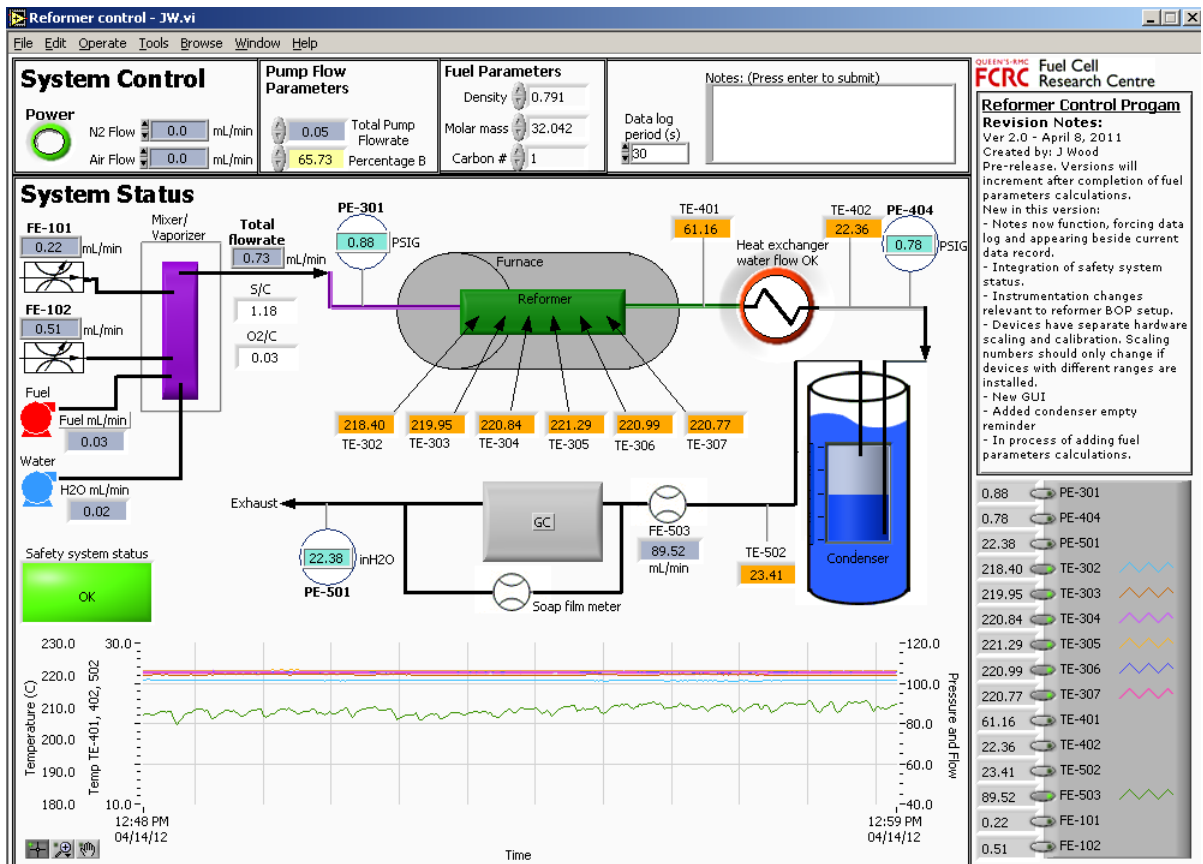 Reformer control - JW.vi
File Edit Operate Tools Browse Window Help
System Control
Power
N2 Flow 0.0 mL/min
Air Flow 0.0 mL/min
Pump Flow
Parameters
0.05 Total Pump
Flowrate
65.73 Percentage B
Fuel Parameters
Density 0.791
Molar mass 32.042
Carbon # 1
Data log
period (s)
30
Notes: (Press enter to submit)
QUEEN'S-RMC
FCRC
Fuel Cell
Research Centre
Reformer Control Progam
Revision Notes:
Ver 2.0 - April 8, 2011
Created by: J Wood
Pre-release. Versions will
increment after completion of fuel
parameters calculations.
New in this version:
- Notes now function, forcing data
log and appearing beside current
data record.
- Integration of safety system
status.
- Instrumentation changes
relevant to reformer BOP setup.
- Devices have separate hardware
scaling and calibration. Scaling
numbers should only change if
devices with different ranges are
installed.
- New GUI
- Added condenser empty
reminder
- In process of adding fuel
parameters calculations.
System Status
FE-101
0.22 mL/min
FE-102
0.51 mL/min
Fuel
Fuel mL/min
0.03
Water
H2O mL/min
0.02
Mixer/
Vaporizer
Total
flowrate
0.73 mL/min
S/C
1.18
O2/C
0.03
PE-301
0.88 PSIG
Furnace
Reformer
218.40 219.95 220.84 221.29 220.99 220.77
TE-302 TE-303 TE-304 TE-305 TE-306 TE-307
TE-401
61.16
Heat exchanger
water flow OK
TE-402
22.36
PE-404
0.78 PSIG
Condenser
TE-502
23.41
FE-503
89.52
mL/min
GC
Soap film meter
Exhaust
22.38 inH2O
PE-501
Safety system status
OK
Temperature (C)
230.0
220.0
210.0
200.0
190.0
180.0
Temp TE-401, 402, 502
30.0
10.0
120.0
100.0
80.0
60.0
40.0
Pressure and Flow
12:48 PM
04/14/12
12:59 PM
04/14/12
Time
0.88 PE-301
0.78 PE-404
22.38 PE-501
218.40 TE-302
219.95 TE-303
220.84 TE-304
221.29 TE-305
220.99 TE-306
220.77 TE-307
61.16 TE-401
22.36 TE-402
23.41 TE-502
89.52 FE-503
0.22 FE-101
0.51 FE-102